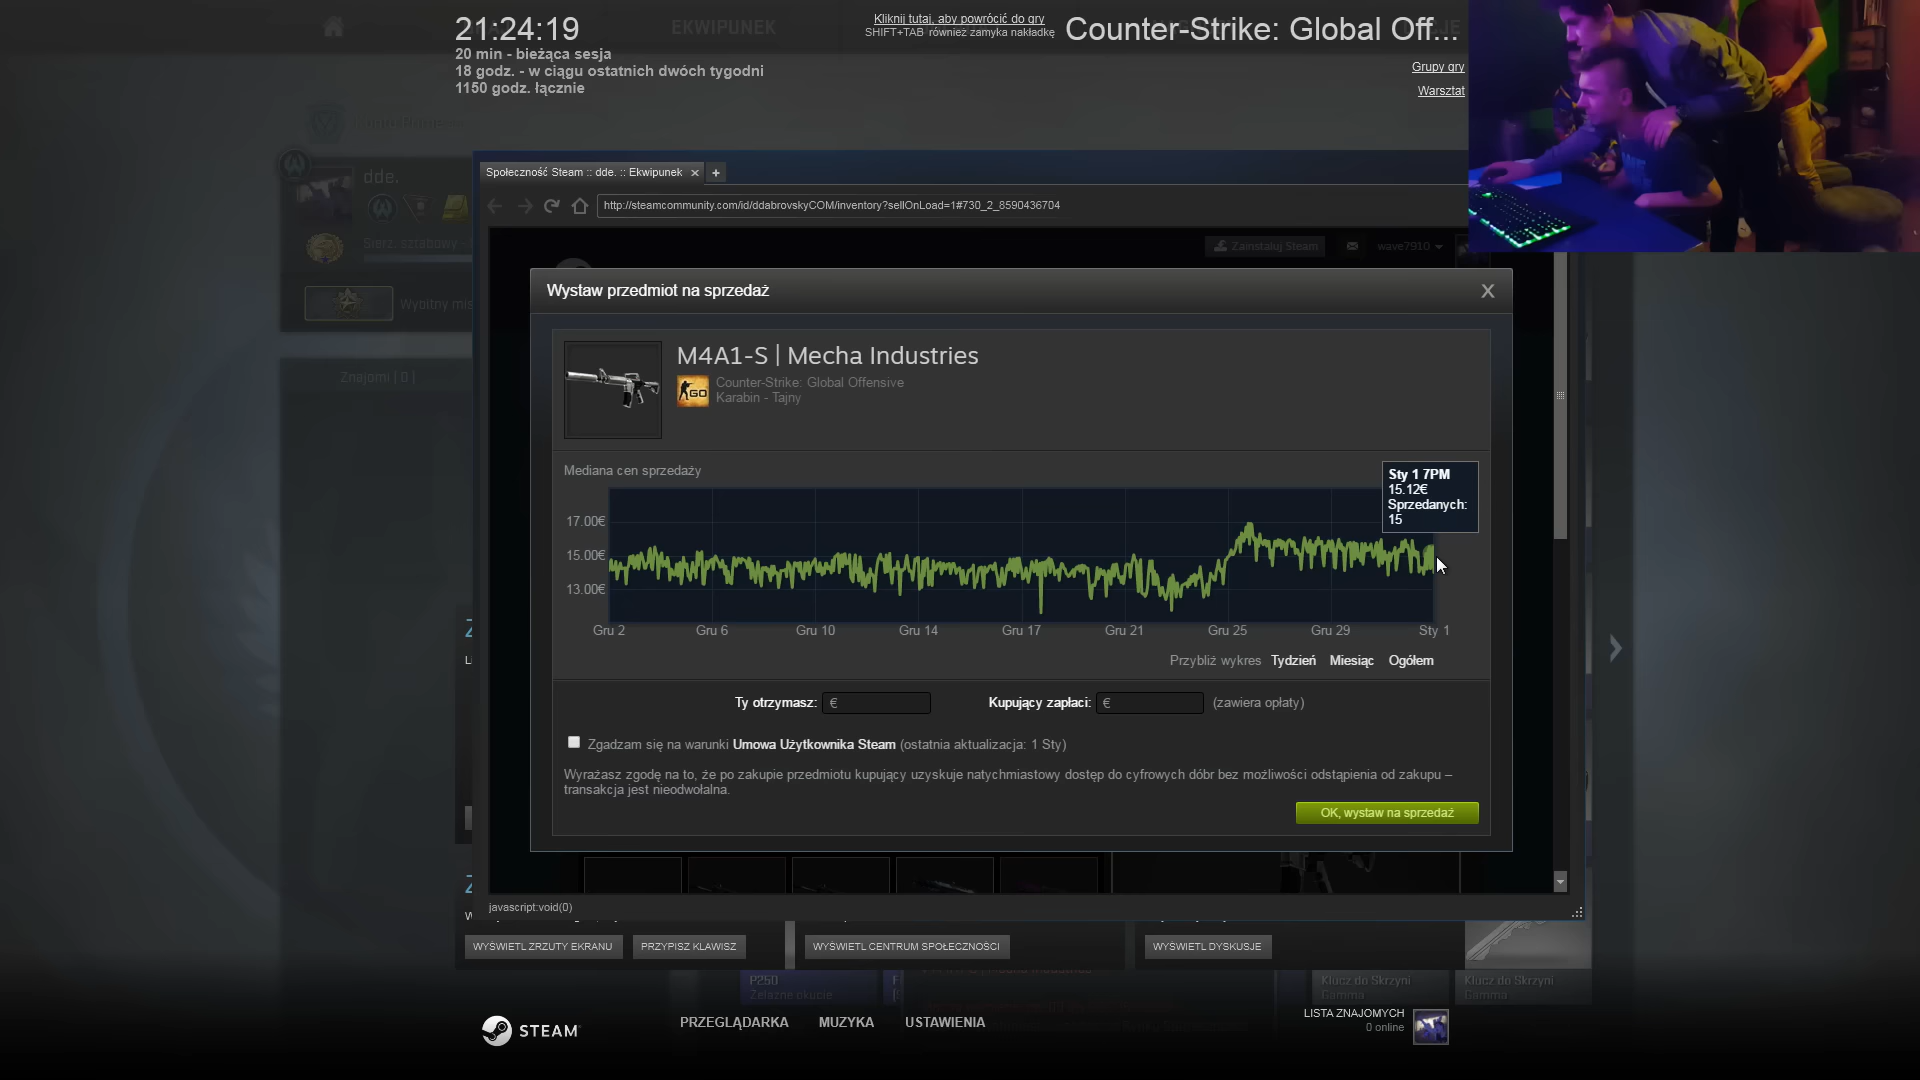 21:24:19
20 min - bieżąca sesja
18 godz. - w ciągu ostatnich dwóch tygodni
1150 godz. łącznie
EKWIPUNEK
Kliknij tutaj, aby powrócić do gry
SHIFT+TAB również zamyka nakładkę
Counter-Strike: Global Off...
Grupy gry
Warsztat
dde.
Sierż. sztabowy -
Wybitny mis
Znajomi | 0 |
Społeczność Steam :: dde. :: Ekwipunek
http://steamcommunity.com/id/ddabrovskyCOM/inventory?sellOnLoad=1#730_2_8590436704
Zainstaluj Steam
wave7910
Wystaw przedmiot na sprzedaż
X
M4A1-S | Mecha Industries
GO
Counter-Strike: Global Offensive
Karabin - Tajny
Mediana cen sprzedaży
Sty 1 7PM
15.12€
Sprzedanych:
15
17.00€
15.00€
13.00€
Gru 2
Gru 6
Gru 10
Gru 14
Gru 17
Gru 21
Gru 25
Gru 29
Sty 1
Przybliż wykres Tydzień Miesiąc Ogółem
Ty otrzymasz: €
Kupujący zapłaci: € (zawiera opłaty)
Zgadzam się na warunki Umowa Użytkownika Steam (ostatnia aktualizacja: 1 Sty)
Wyrażasz zgodę na to, że po zakupie przedmiotu kupujący uzyskuje natychmiastowy dostęp do cyfrowych dóbr bez możliwości odstąpienia od zakupu –
transakcja jest nieodwołalna.
OK, wystaw na sprzedaż
javascript:void(0)
WYŚWIETL ZRZUTY EKRANU
PRZYPISZ KLAWISZ
WYŚWIETL CENTRUM SPOŁECZNOŚCI
WYŚWIETL DYSKUSJE
P250
Żelazne okucie
Klucz do Skrzyni
Gamma
Klucz do Skrzyni
Gamma
STEAM
PRZEGLĄDARKA
MUZYKA
USTAWIENIA
LISTA ZNAJOMYCH
0 online